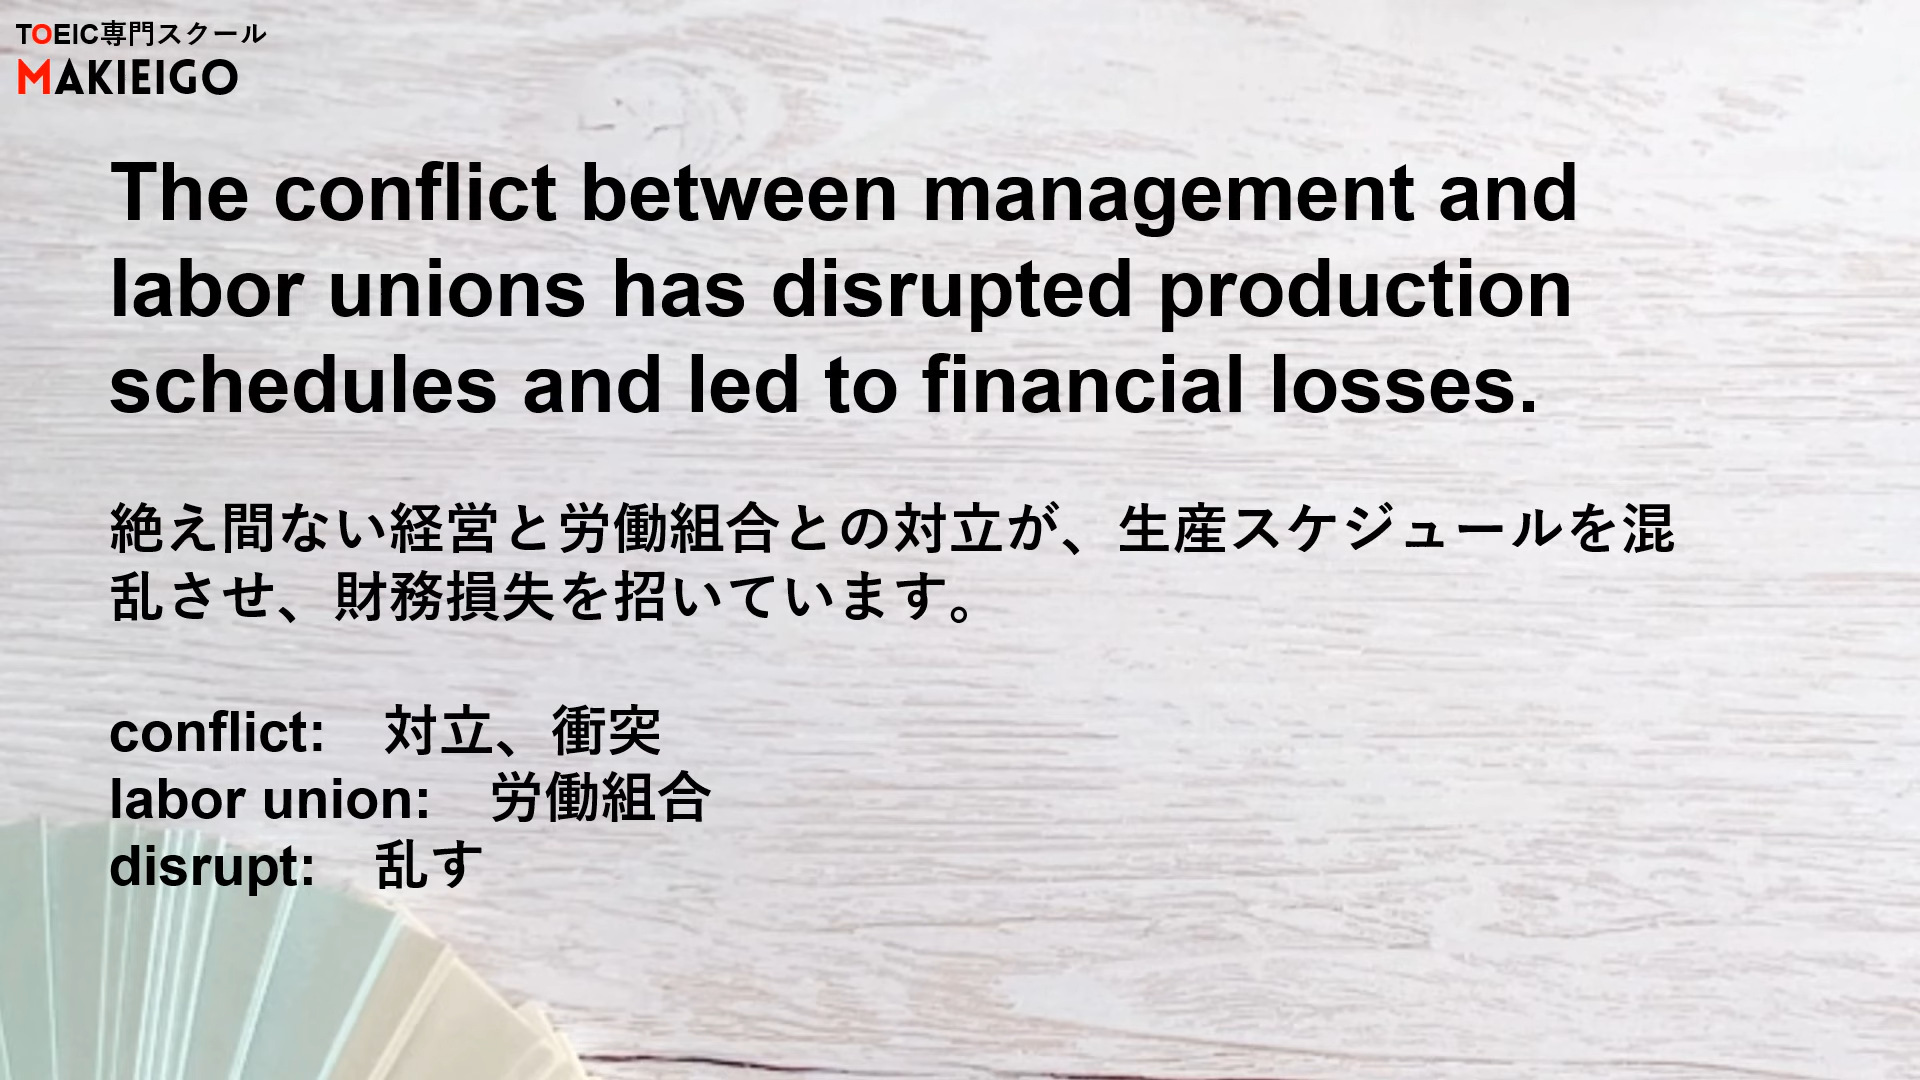 TOEIC専門スクール
MAKIEIGO
The conflict between management and
labor unions has disrupted production
schedules and led to financial losses.
絶え間ない経営と労働組合との対立が、生産スケジュールを混
乱させ、財務損失を招いています。
conflict:　対立、衝突
labor union:　労働組合
disrupt:　乱す